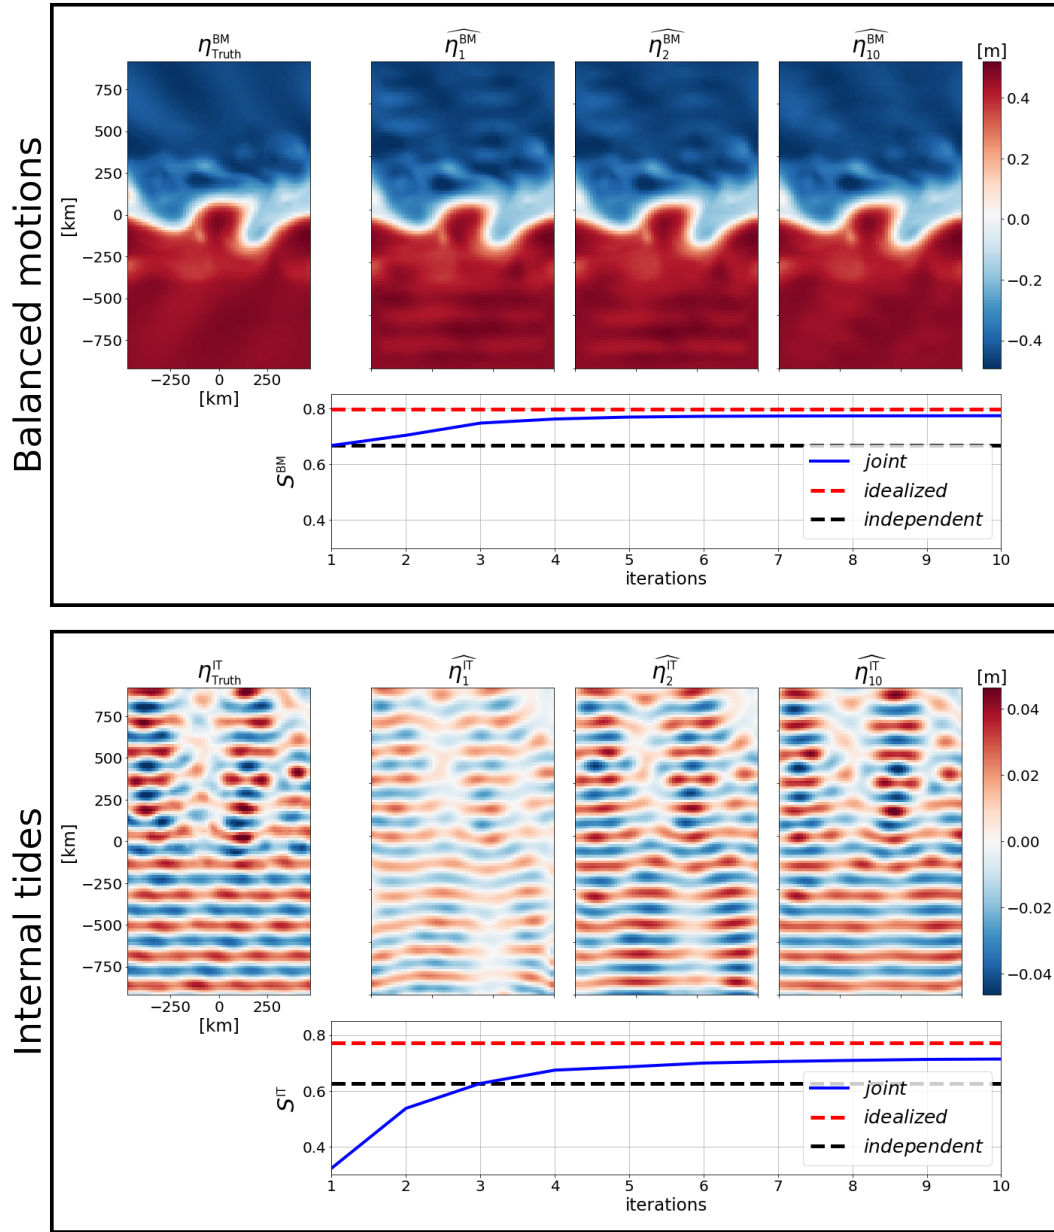 Balanced motions
η^BM_Truth
η̂^BM_1
η̂^BM_2
η̂^BM_10
[m]
750
500
250
0
−250
−500
−750
[km]
−250 0 250
[km]
0.4
0.2
0.0
−0.2
−0.4
0.8
0.6
0.4
S^BM
joint
idealized
independent
1 2 3 4 5 6 7 8 9 10
iterations
Internal tides
η^IT_Truth
η̂^IT_1
η̂^IT_2
η̂^IT_10
[m]
750
500
250
0
−250
−500
−750
[km]
−250 0 250
[km]
0.04
0.02
0.00
−0.02
−0.04
0.8
0.6
0.4
S^IT
joint
idealized
independent
1 2 3 4 5 6 7 8 9 10
iterations